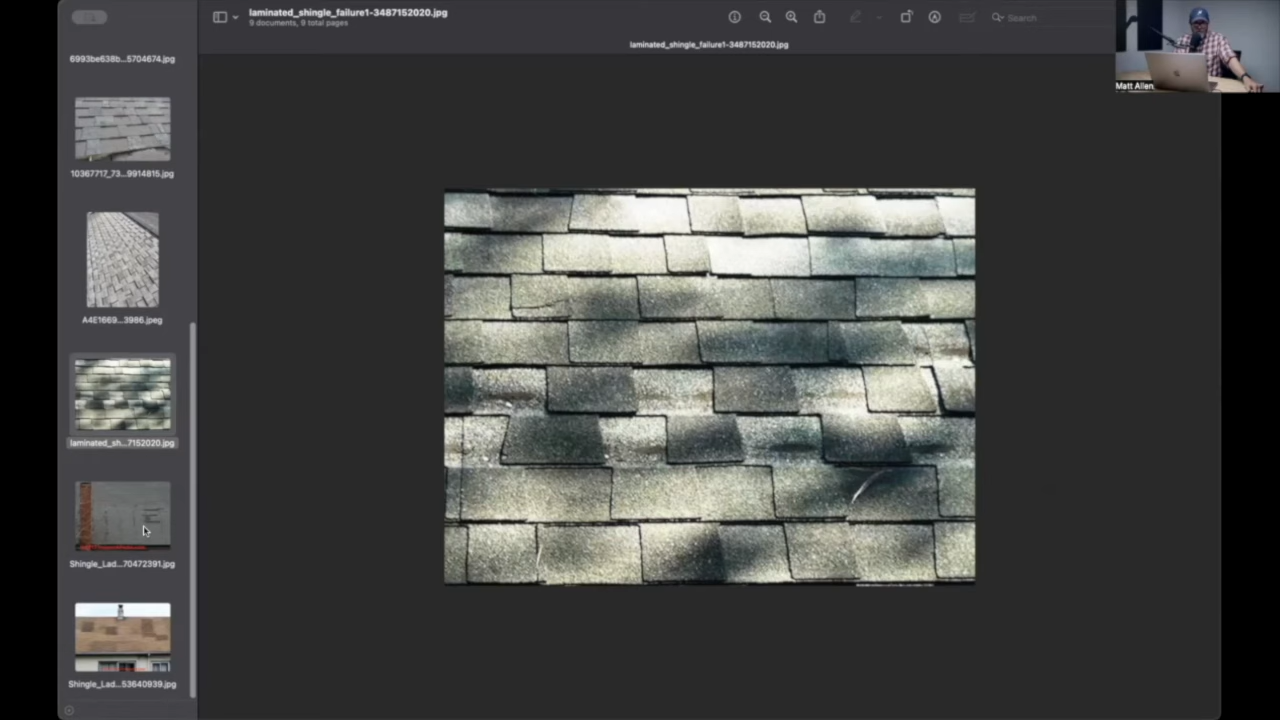 laminated_shingle_failure1-3487152020.jpg
9 documents, 9 total pages
Search
laminated_shingle_failure1-3487152020.jpg
Matt Allen
6993be638b...5704674.jpg
10367717_73...9914815.jpg
A4E1669...3986.jpeg
laminated_sh...7152020.jpg
Shingle_Lad...70472391.jpg
Shingle_Lad...53640939.jpg